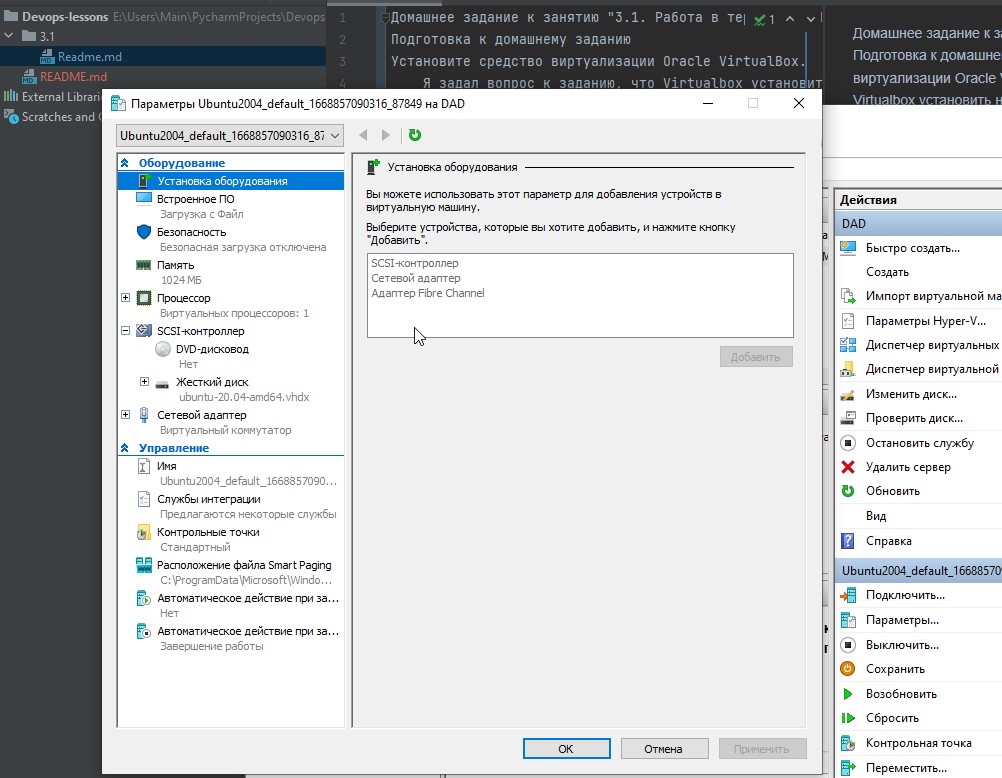 Devops-lessons E:\Users\Main\PycharmProjects\Devops
3.1
Readme.md
README.md
External Librari
Scratches and
1 Домашнее задание к занятию "3.1. Работа в тер
1
2 Подготовка к домашнему заданию
3 Установите средство виртуализации Oracle VirtualBox.
4 Я задал вопрос к заданию, что Virtualbox установит
Домашнее задание к за
Подготовка к домашне
виртуализации Oracle V
Virtualbox установить н
Параметры Ubuntu2004_default_1668857090316_87849 на DAD
Ubuntu2004_default_1668857090316_87
Оборудование
Установка оборудования
Встроенное ПО
Загрузка с Файл
Безопасность
Безопасная загрузка отключена
Память
1024 МБ
Процессор
Виртуальных процессоров: 1
SCSI-контроллер
DVD-дисковод
Нет
Жесткий диск
ubuntu-20.04-amd64.vhdx
Сетевой адаптер
Виртуальный коммутатор
Управление
Имя
Ubuntu2004_default_1668857090...
Службы интеграции
Предлагаются некоторые службы
Контрольные точки
Стандартный
Расположение файла Smart Paging
C:\ProgramData\Microsoft\Windo...
Автоматическое действие при за...
Нет
Автоматическое действие при за...
Завершение работы
Установка оборудования
Вы можете использовать этот параметр для добавления устройств в
виртуальную машину.
Выберите устройства, которые вы хотите добавить, и нажмите кнопку
"Добавить".
SCSI-контроллер
Сетевой адаптер
Адаптер Fibre Channel
Добавить
ОК
Отмена
Применить
Действия
DAD
Быстро создать...
Создать
Импорт виртуальной ма
Параметры Hyper-V...
Диспетчер виртуальных
Диспетчер виртуальной
Изменить диск...
Проверить диск...
Остановить службу
Удалить сервер
Обновить
Вид
Справка
Ubuntu2004_default_16688570
Подключить...
Параметры...
Выключить...
Сохранить
Возобновить
Сбросить
Контрольная точка
Переместить...